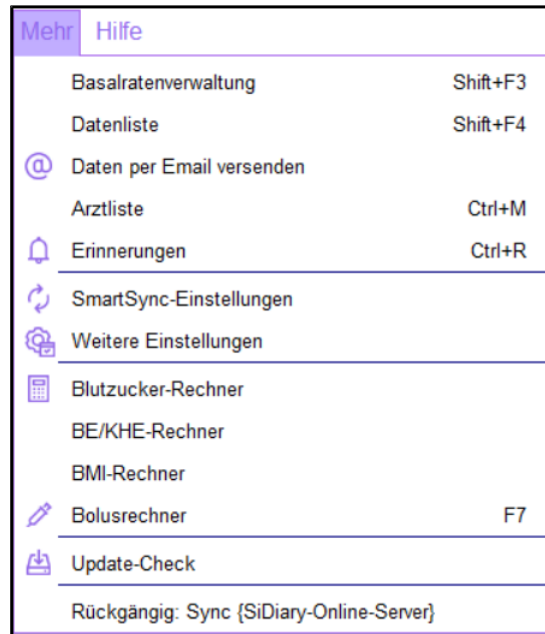 Mehr Hilfe
Basalratenverwaltung Shift+F3
Datenliste Shift+F4
@ Daten per Email versenden
Arztliste Ctrl+M
Erinnerungen Ctrl+R
SmartSync-Einstellungen
Weitere Einstellungen
Blutzucker-Rechner
BE/KHE-Rechner
BMI-Rechner
Bolusrechner F7
Update-Check
Rückgängig: Sync {SiDiary-Online-Server}